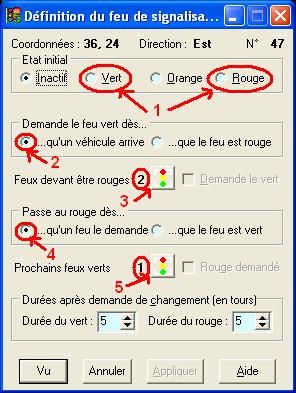 Définition du feu de signalisa...
Coordonnées : 36, 24 Direction : Est N° 47
Etat initial
Inactif Vert Orange Rouge
1
Demande le feu vert dès...
...qu'un véhicule arrive ...que le feu est rouge
2
Feux devant être rouges 2 Demande le vert
3
Passe au rouge dès...
...qu'un feu le demande ...que le feu est vert
4
Prochains feux verts 1 Rouge demandé
5
Durées après demande de changement (en tours)
Durée du vert : 5 Durée du rouge : 5
Vu Annuler Appliquer Aide